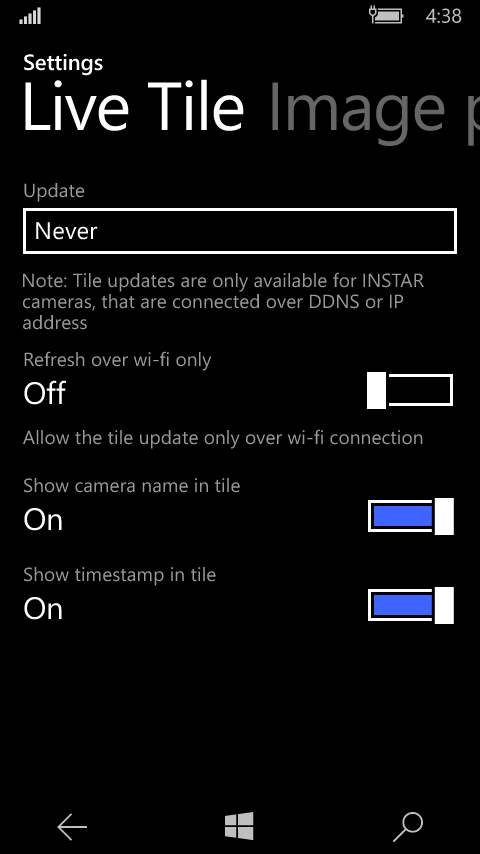 4:38
Settings
Live Tile Image p
Update
Never
Note: Tile updates are only available for INSTAR
cameras, that are connected over DDNS or IP
address
Refresh over wi-fi only
Off
Allow the tile update only over wi-fi connection
Show camera name in tile
On
Show timestamp in tile
On